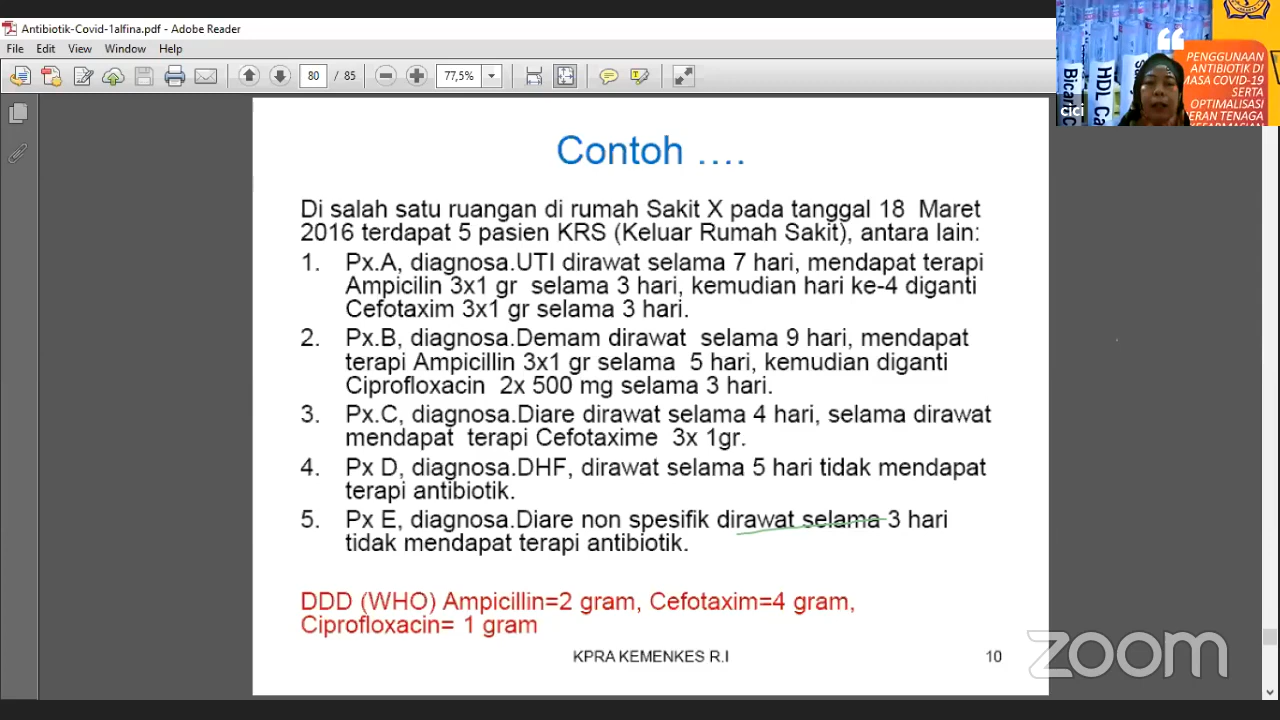 Antibiotik-Covid-1alfina.pdf - Adobe Reader
File Edit View Window Help
80 / 85 77,5%
Contoh ....
Di salah satu ruangan di rumah Sakit X pada tanggal 18 Maret
2016 terdapat 5 pasien KRS (Keluar Rumah Sakit), antara lain:
1. Px.A, diagnosa.UTI dirawat selama 7 hari, mendapat terapi
Ampicilin 3x1 gr selama 3 hari, kemudian hari ke-4 diganti
Cefotaxim 3x1 gr selama 3 hari.
2. Px.B, diagnosa.Demam dirawat selama 9 hari, mendapat
terapi Ampicillin 3x1 gr selama 5 hari, kemudian diganti
Ciprofloxacin 2x 500 mg selama 3 hari.
3. Px.C, diagnosa.Diare dirawat selama 4 hari, selama dirawat
mendapat terapi Cefotaxime 3x 1gr.
4. Px D, diagnosa.DHF, dirawat selama 5 hari tidak mendapat
terapi antibiotik.
5. Px E, diagnosa.Diare non spesifik dirawat selama 3 hari
tidak mendapat terapi antibiotik.
DDD (WHO) Ampicillin=2 gram, Cefotaxim=4 gram,
Ciprofloxacin= 1 gram
KPRA KEMENKES R.I
10
zoom
PENGGUNAAN
ANTIBIOTIK DI
MASA COVID-19
SERTA
OPTIMALISASI
ERAN TENAGA
KEFARMASIAN
cici
Bicarb
HDL Ca